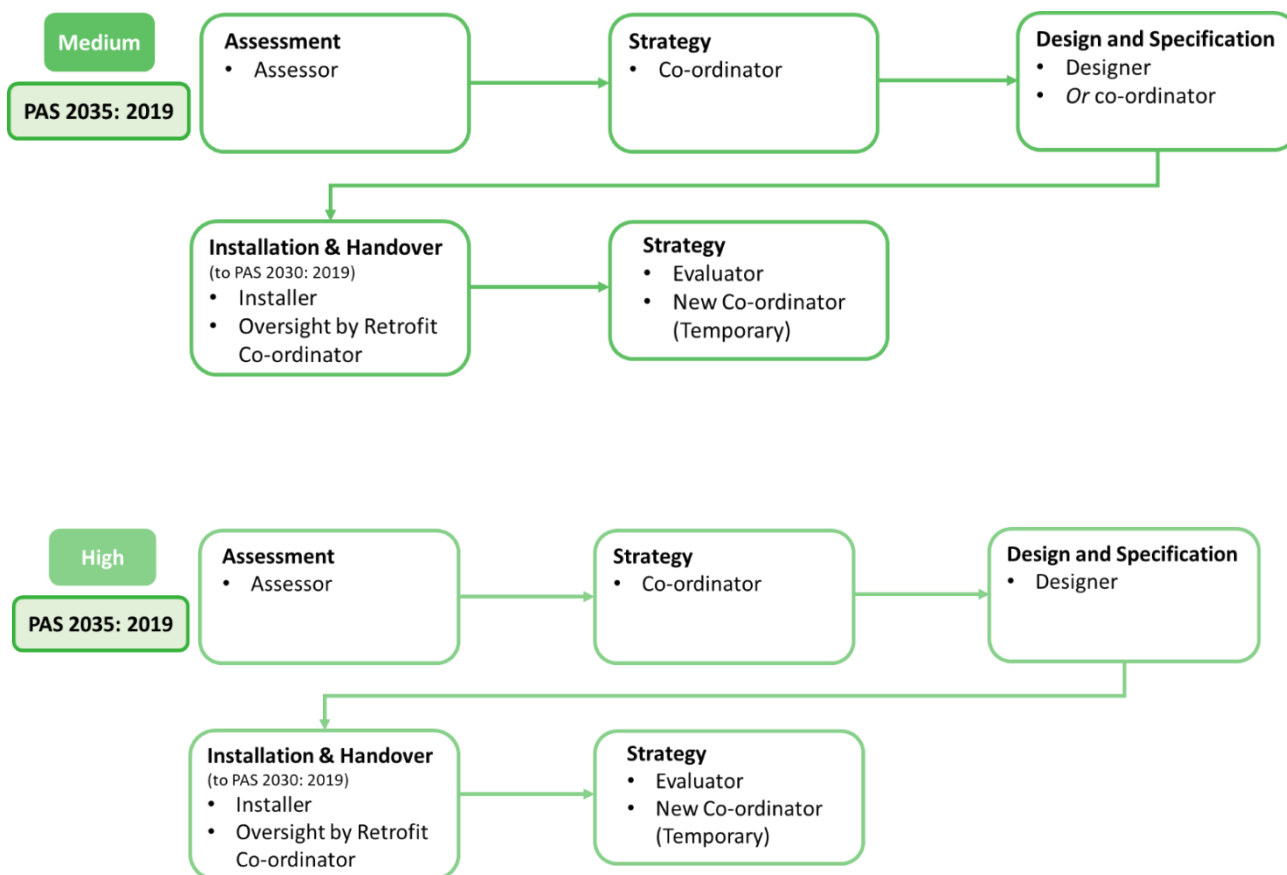 Medium
PAS 2035: 2019
Assessment
• Assessor
Strategy
• Co-ordinator
Design and Specification
• Designer
• Or co-ordinator
Installation & Handover
(to PAS 2030: 2019)
• Installer
• Oversight by Retrofit
Co-ordinator
Strategy
• Evaluator
• New Co-ordinator
(Temporary)
High
PAS 2035: 2019
Assessment
• Assessor
Strategy
• Co-ordinator
Design and Specification
• Designer
Installation & Handover
(to PAS 2030: 2019)
• Installer
• Oversight by Retrofit
Co-ordinator
Strategy
• Evaluator
• New Co-ordinator
(Temporary)